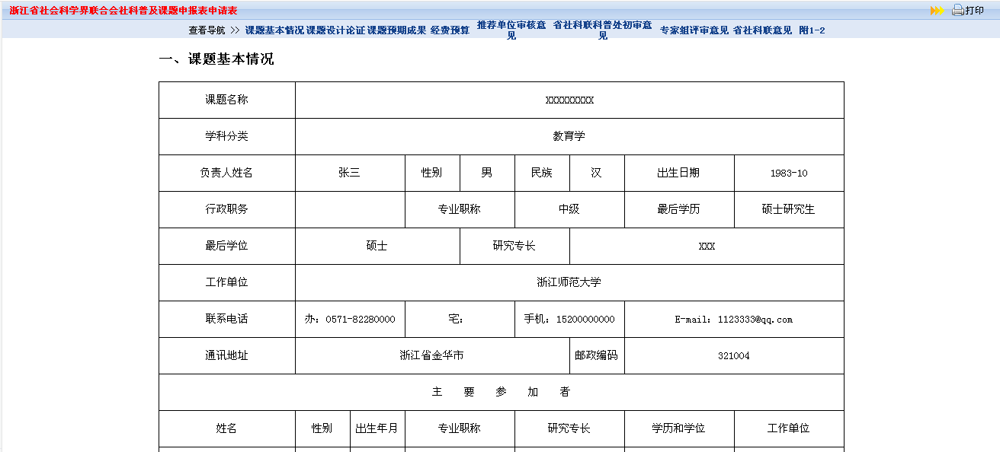 浙江省社会科学界联合会社科普及课题申报表申请表
打印
查看导航 >> 课题基本情况 课题设计论证 课题预期成果 经费预算 推荐单位审核意见 省社科联科普处初审意见 专家组评审意见 省社科联意见 附1-2
一、课题基本情况
课题名称 XXXXXXXXX
学科分类 教育学
负责人姓名 张三 性别 男 民族 汉 出生日期 1983-10
行政职务 专业职称 中级 最后学历 硕士研究生
最后学位 硕士 研究专长 XXX
工作单位 浙江师范大学
联系电话 办：0571-82280000 宅： 手机：15200000000 E-mail：1123333@qq.com
通讯地址 浙江省金华市 邮政编码 321004
主 要 参 加 者
姓名 性别 出生年月 专业职称 研究专长 学历和学位 工作单位